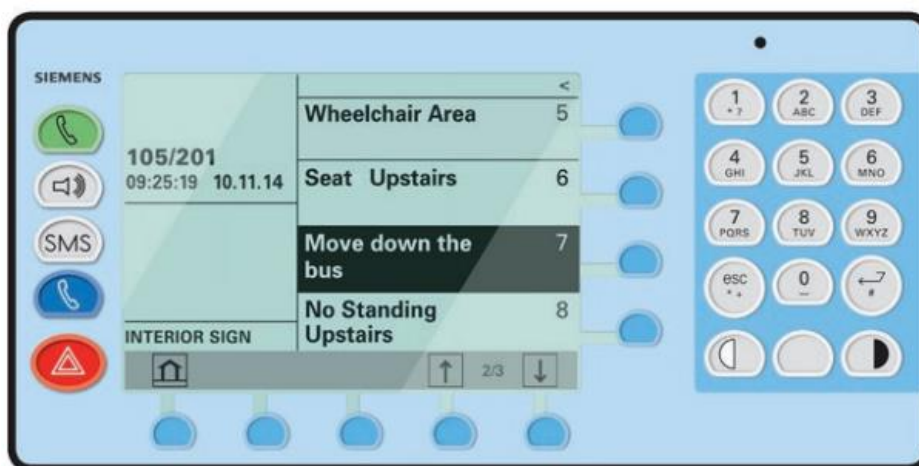 SIEMENS
<
Wheelchair Area 5
105/201
09:25:19 10.11.14
Seat Upstairs 6
Move down the 7
bus
No Standing 8
Upstairs
INTERIOR SIGN
2/3
SMS
1 2 3
* ? ABC DEF
4 5 6
GHI JKL MNO
7 8 9
PQRS TUV WXYZ
esc 0
* + _ #